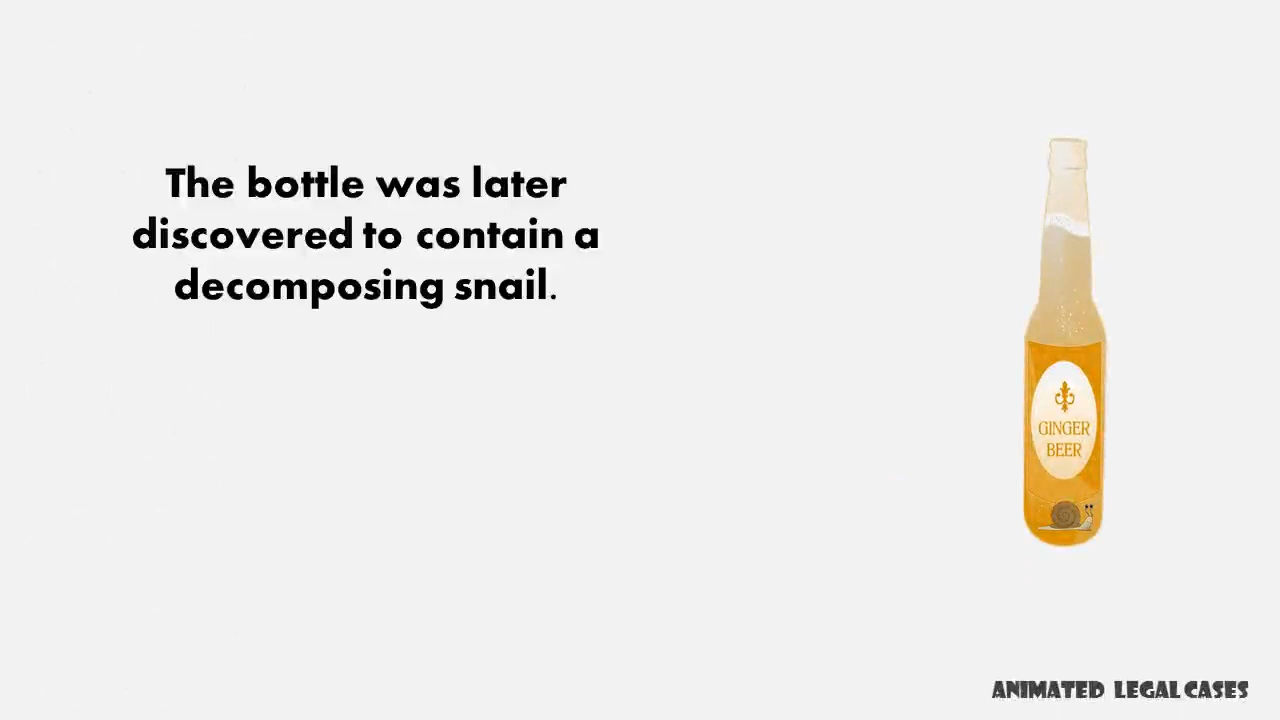 The bottle was later
discovered to contain a
decomposing snail.
GINGER
BEER
ANIMATED LEGAL CASES